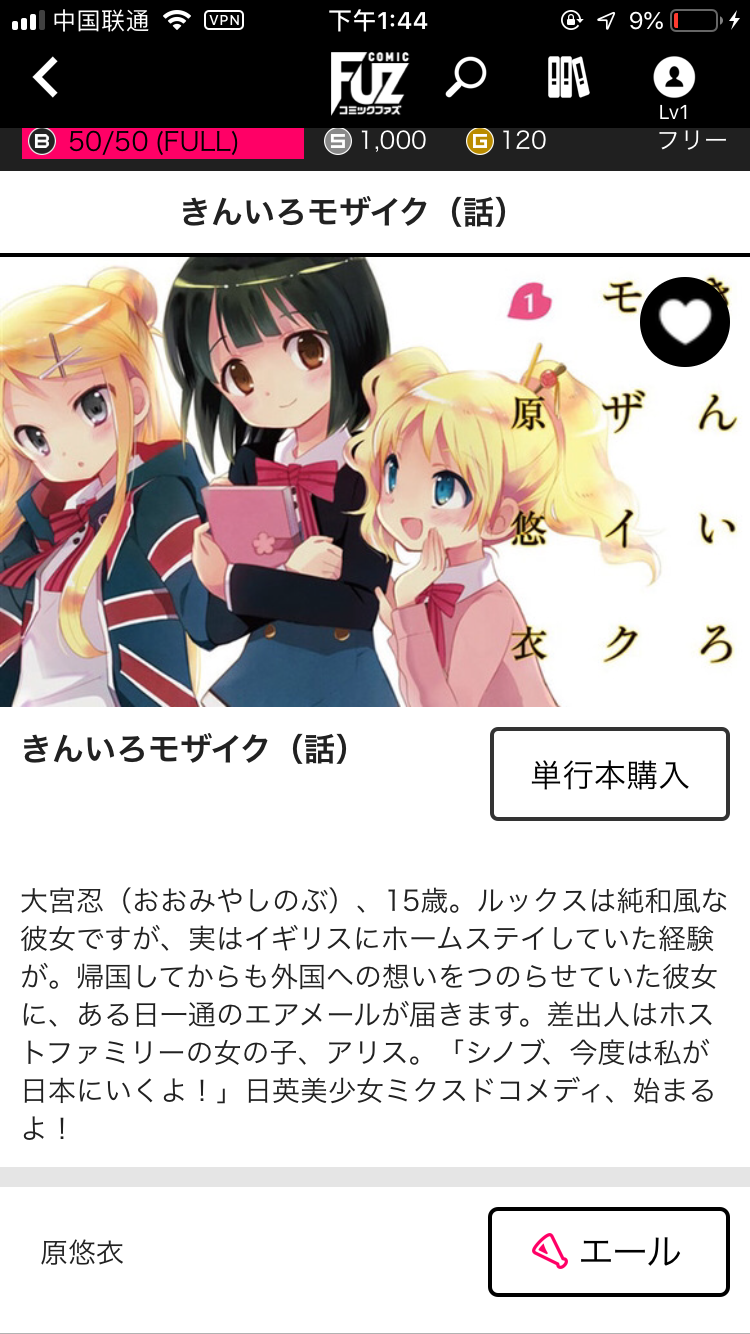 中国联通 VPN 下午1:44 9%
COMIC
FUZ
コミックファズ
Lv1
B 50/50 (FULL) S 1,000 G 120 フリー
きんいろモザイク（話）
1
きんいろ
モザイク
原悠衣
きんいろモザイク（話）
単行本購入
大宮忍（おおみやしのぶ）、15歳。ルックスは純和風な
彼女ですが、実はイギリスにホームステイしていた経験
が。帰国してからも外国への想いをつのらせていた彼女
に、ある日一通のエアメールが届きます。差出人はホス
トファミリーの女の子、アリス。「シノブ、今度は私が
日本にいくよ！」日英美少女ミクスドコメディ、始まる
よ！
原悠衣
エール